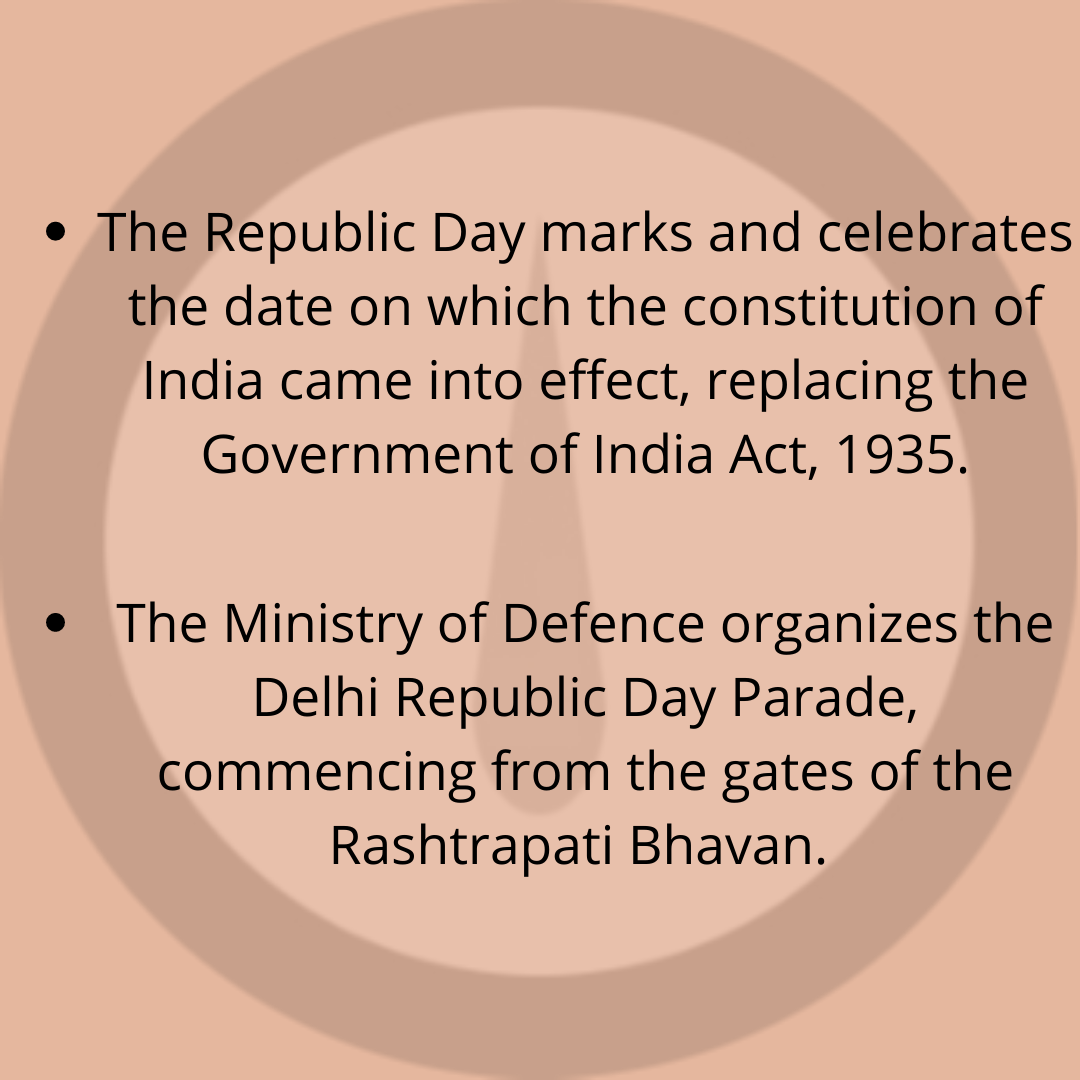 • The Republic Day marks and celebrates
the date on which the constitution of
India came into effect, replacing the
Government of India Act, 1935.
• The Ministry of Defence organizes the
Delhi Republic Day Parade,
commencing from the gates of the
Rashtrapati Bhavan.